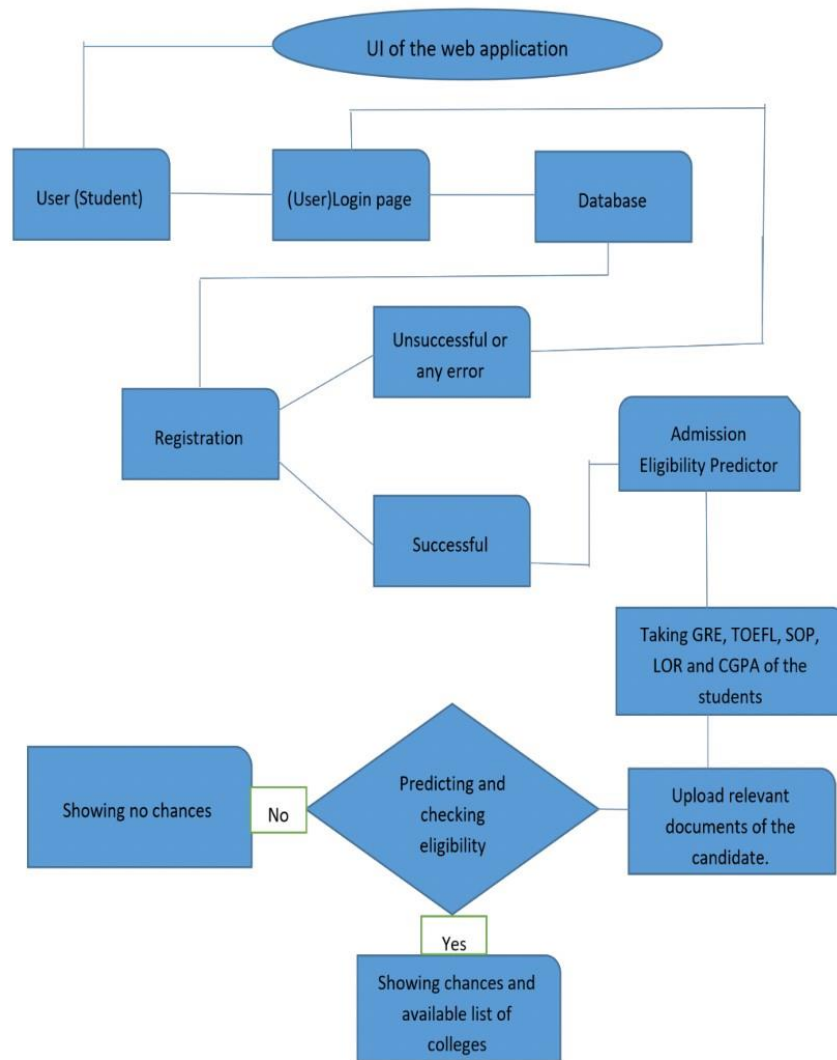 UI of the web application
User (Student)
(User)Login page
Database
Unsuccessful or
any error
Registration
Admission
Eligibility Predictor
Successful
Taking GRE, TOEFL, SOP,
LOR and CGPA of the
students
Predicting and
checking
eligibility
Showing no chances
No
Upload relevant
documents of the
candidate.
Yes
Showing chances and
available list of
colleges